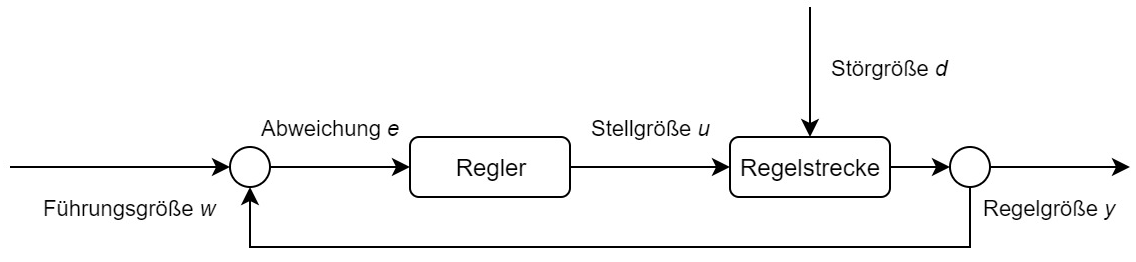 Störgröße d
Abweichung e
Stellgröße u
Regler
Regelstrecke
Führungsgröße w
Regelgröße y